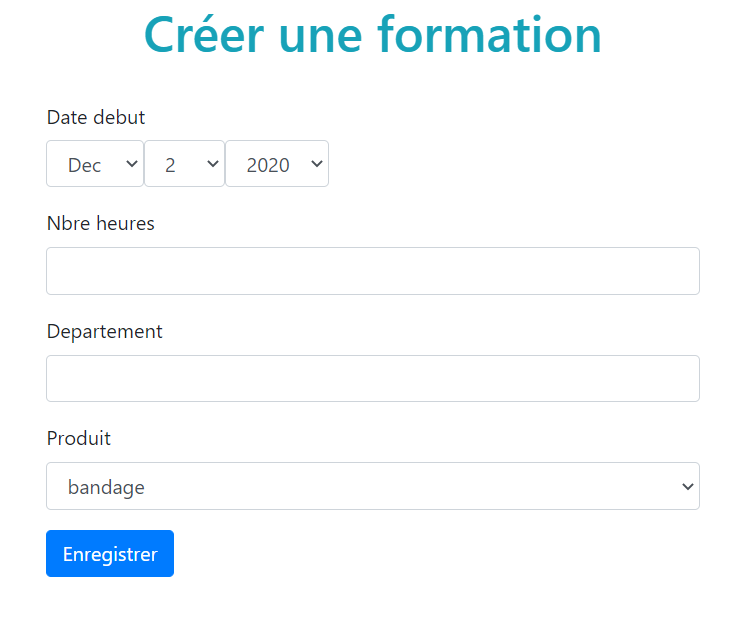 Créer une formation
Date debut
Dec 2 2020
Nbre heures
Departement
Produit
bandage
Enregistrer